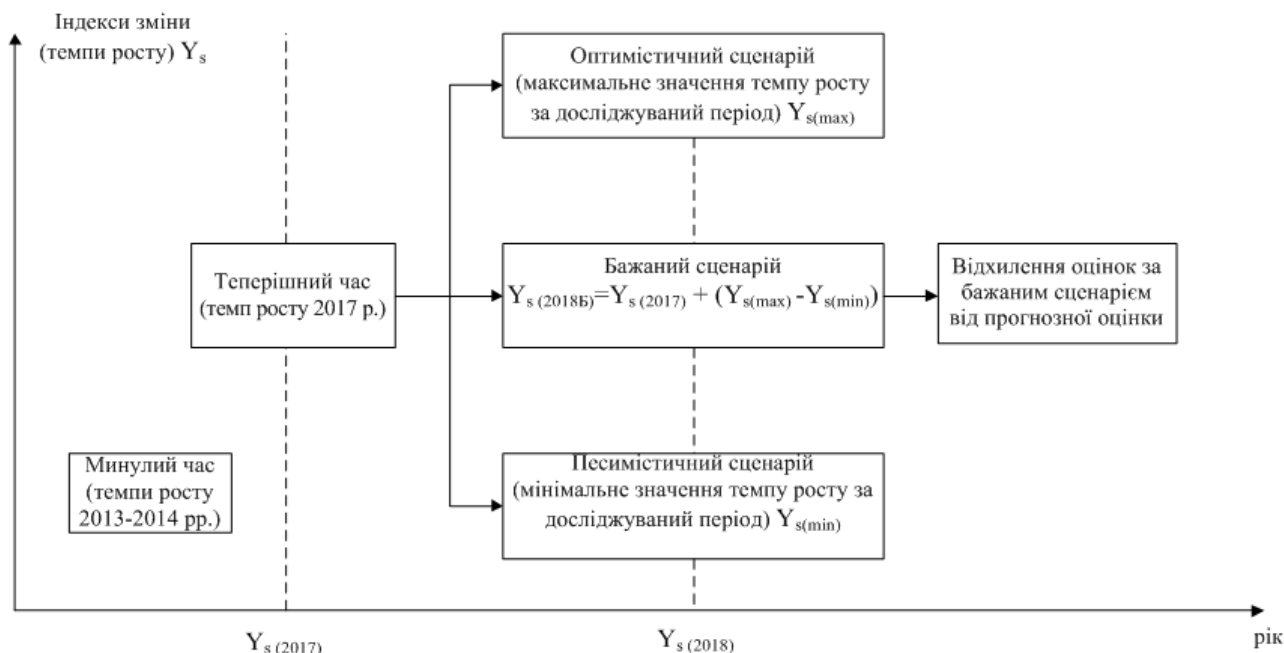 Індекси зміни
(темпи росту) Ys
Оптимістичний сценарій
(максимальне значення темпу росту
за досліджуваний період) Ys(max)
Теперішний час
(темп росту 2017 р.)
Бажаний сценарій
Ys (2018Б)=Ys (2017) + (Ys(max) -Ys(min))
Відхилення оцінок за
бажаним сценарієм
від прогнозної оцінки
Минулий час
(темпи росту
2013-2014 рр.)
Песимістичний сценарій
(мінімальне значення темпу росту за
досліджуваний період) Ys(min)
Ys (2017)
Ys (2018)
рік